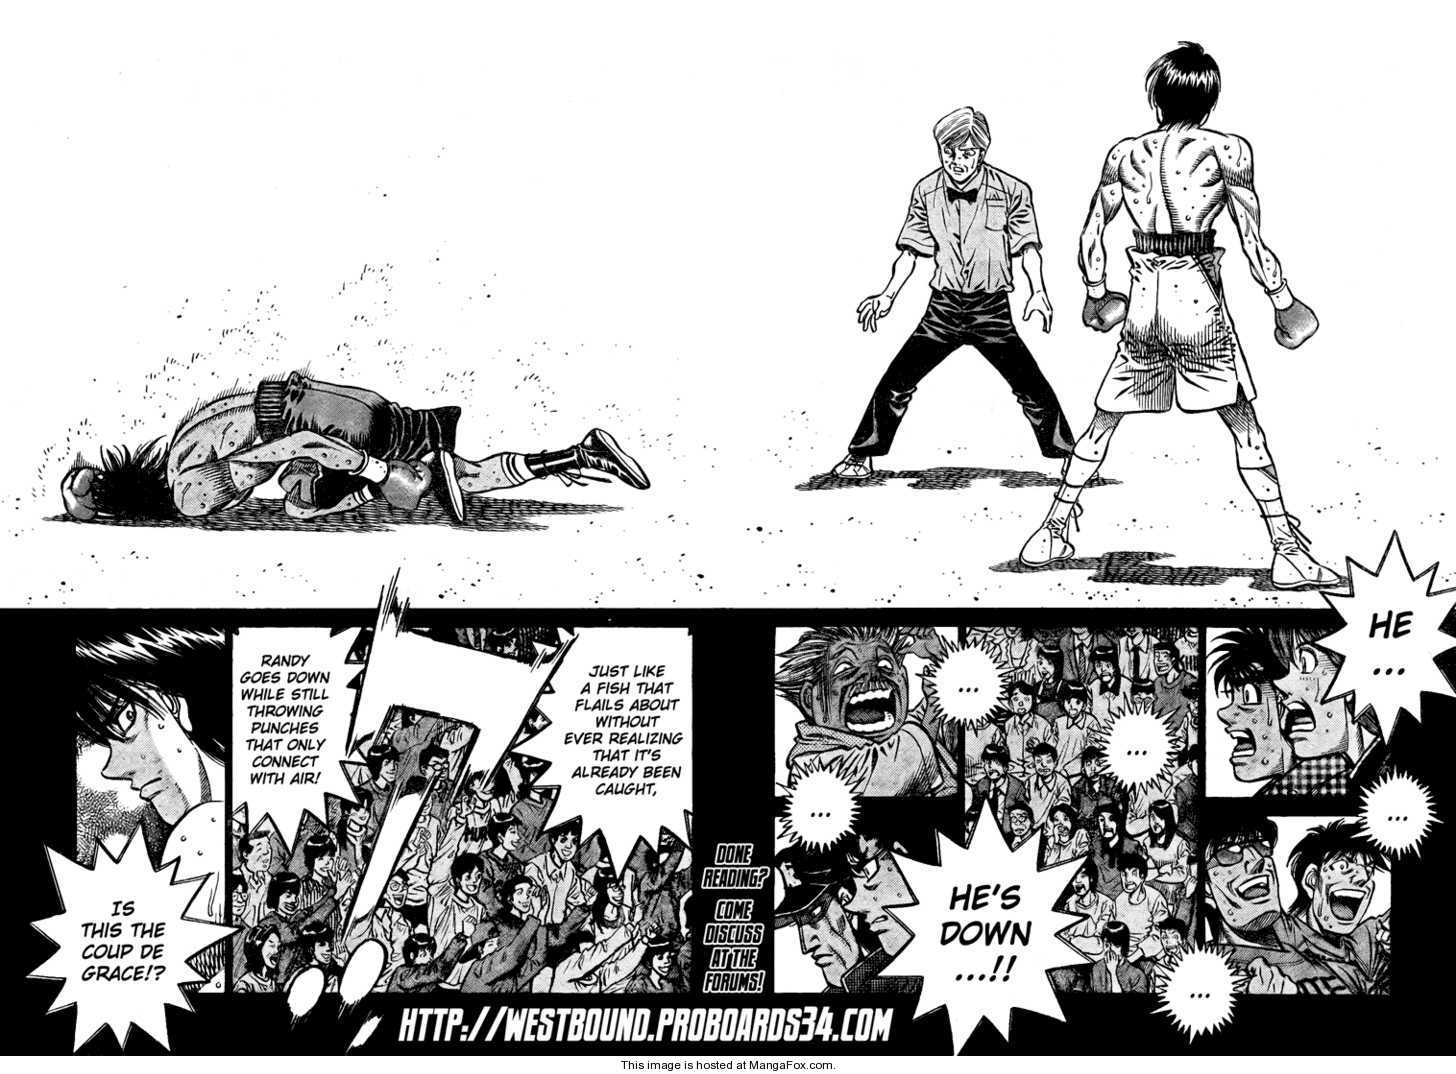 HE
...
...
...
...
...
HE'S
DOWN
...!!
...
JUST LIKE
A FISH THAT
FLAILS ABOUT
WITHOUT
EVER REALIZING
THAT IT'S
ALREADY BEEN
CAUGHT,
RANDY
GOES DOWN
WHILE STILL
THROWING
PUNCHES
THAT ONLY
CONNECT
WITH AIR!
IS
THIS THE
COUP DE
GRACE!?
DONE
READING?
COME
DISCUSS
AT THE
FORUMS!
HTTP://WESTBOUND.PROBOARDS34.COM
This image is hosted at MangaFox.com.